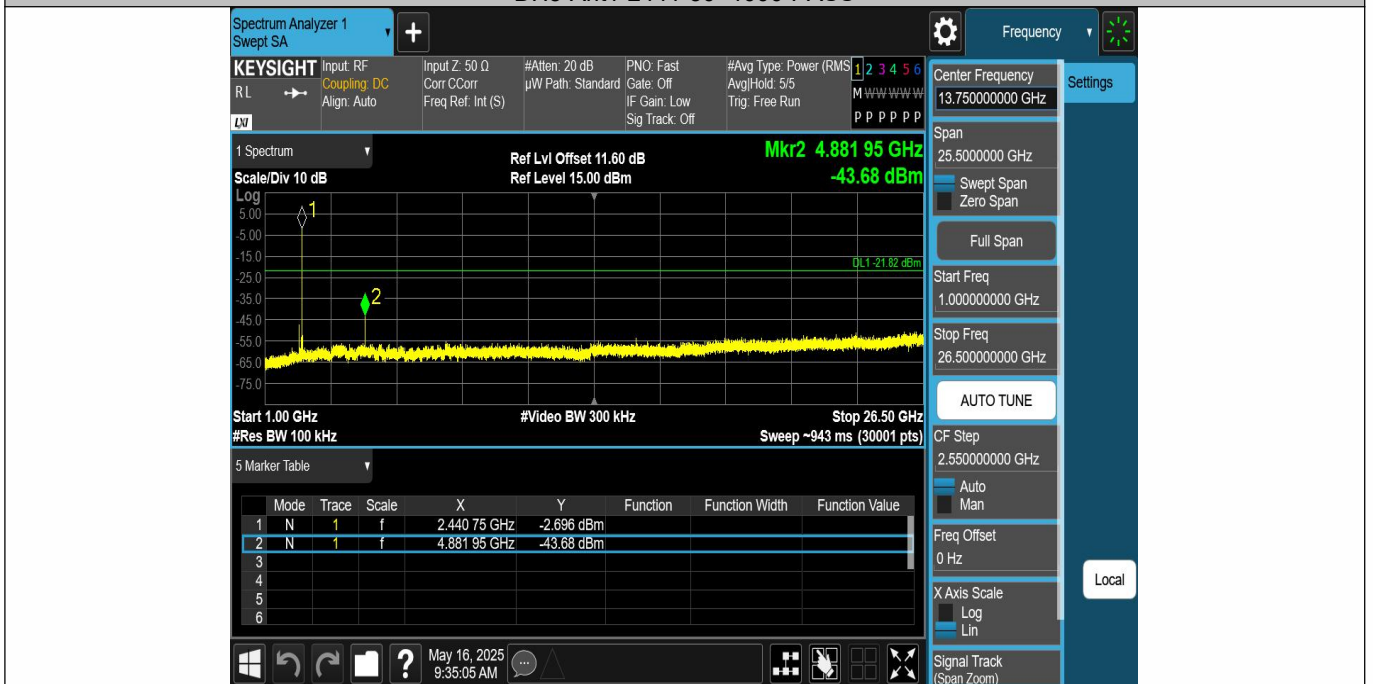 Spectrum Analyzer 1
Swept SA
Frequency
KEYSIGHT
RL
LXI
Input: RF
Coupling: DC
Align: Auto
Input Z: 50 Ω
Corr CCorr
Freq Ref: Int (S)
#Atten: 20 dB
µW Path: Standard
PNO: Fast
Gate: Off
IF Gain: Low
Sig Track: Off
#Avg Type: Power (RMS
Avg|Hold: 5/5
Trig: Free Run
1 2 3 4 5 6
M W W W W W
P P P P P P
Center Frequency
13.750000000 GHz
Settings
1 Spectrum
Scale/Div 10 dB
Ref Lvl Offset 11.60 dB
Ref Level 15.00 dBm
Mkr2 4.881 95 GHz
-43.68 dBm
Log
5.00
-5.00
-15.0
-25.0
-35.0
-45.0
-55.0
-65.0
-75.0
1
2
DL1 -21.82 dBm
Start 1.00 GHz
#Video BW 300 kHz
Stop 26.50 GHz
#Res BW 100 kHz
Sweep ~943 ms (30001 pts)
Span
25.5000000 GHz
Swept Span
Zero Span
Full Span
Start Freq
1.000000000 GHz
Stop Freq
26.500000000 GHz
AUTO TUNE
CF Step
2.550000000 GHz
Auto
Man
Freq Offset
0 Hz
X Axis Scale
Log
Lin
Signal Track
(Span Zoom)
Local
5 Marker Table
Mode Trace Scale X Y Function Function Width Function Value
1 N 1 f 2.440 75 GHz -2.696 dBm
2 N 1 f 4.881 95 GHz -43.68 dBm
3
4
5
6
?
May 16, 2025
9:35:05 AM